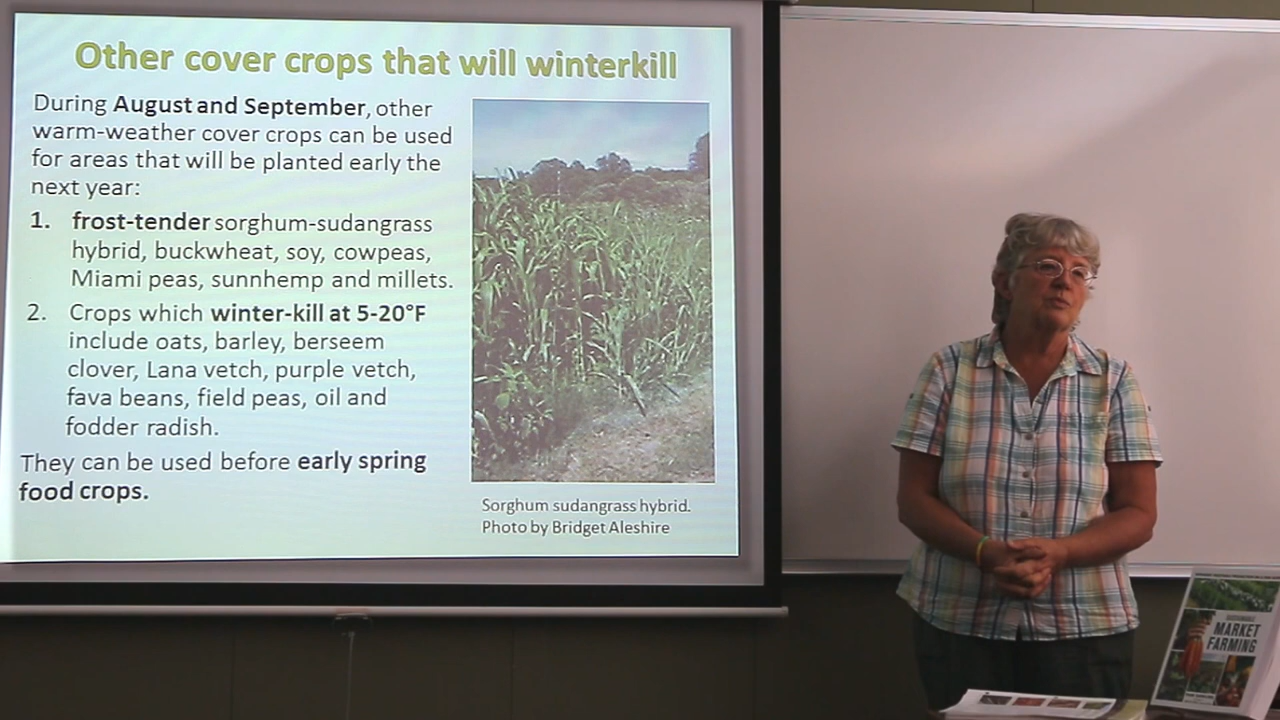 Other cover crops that will winterkill
During August and September, other
warm-weather cover crops can be used
for areas that will be planted early the
next year:
1. frost-tender sorghum-sudangrass
hybrid, buckwheat, soy, cowpeas,
Miami peas, sunnhemp and millets.
2. Crops which winter-kill at 5-20°F
include oats, barley, berseem
clover, Lana vetch, purple vetch,
fava beans, field peas, oil and
fodder radish.
They can be used before early spring
food crops.
Sorghum sudangrass hybrid.
Photo by Bridget Aleshire
SUSTAINABLE
MARKET
FARMING